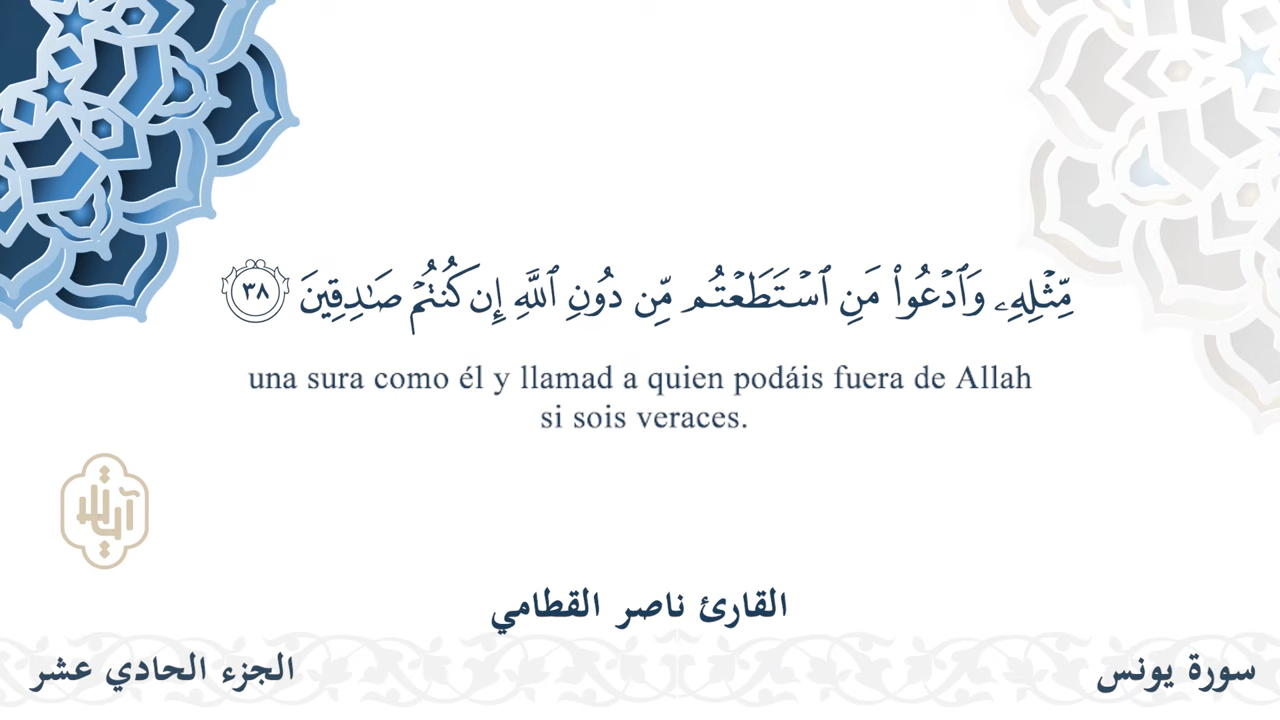 مِّثْلِهِۦ وَٱدْعُوا۟ مَنِ ٱسْتَطَعْتُم مِّن دُونِ ٱللَّهِ إِن كُنتُمْ صَـٰدِقِينَ ٣٨
una sura como él y llamad a quien podáis fuera de Allah
si sois veraces.
القارئ ناصر القطامي
سورة يونس
الجزء الحادي عشر